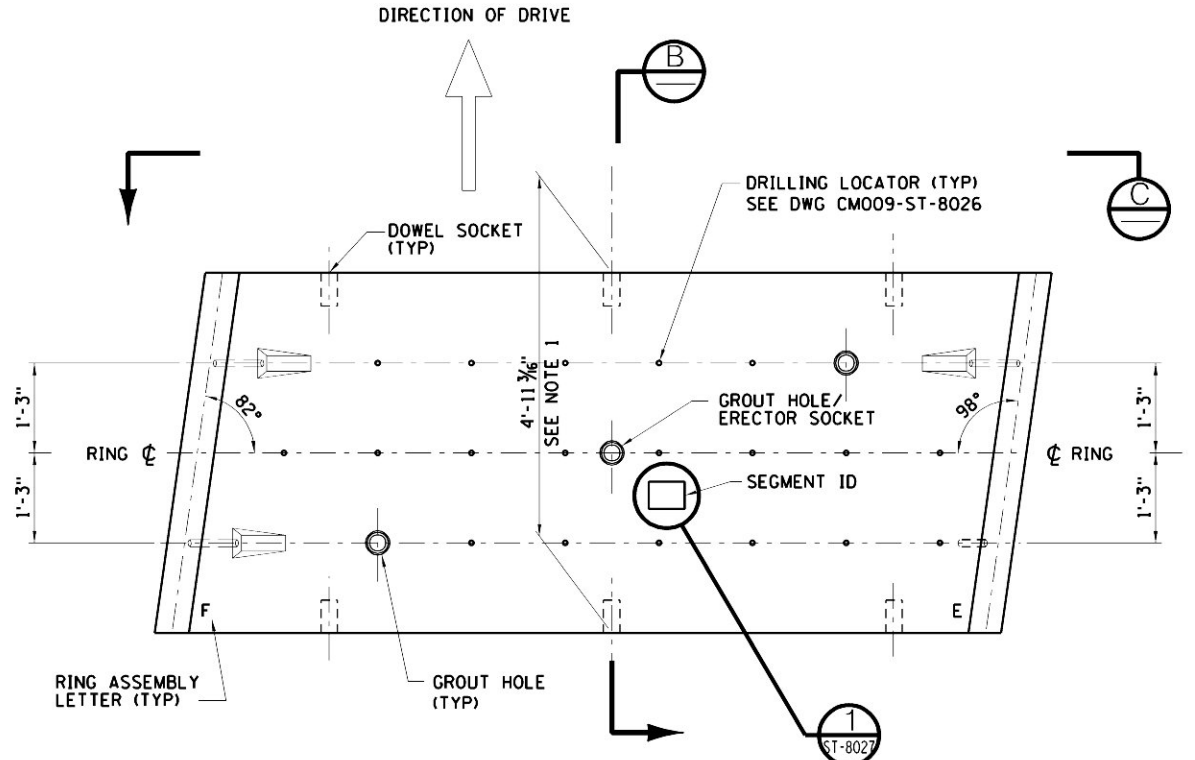 DIRECTION OF DRIVE
B
C
DRILLING LOCATOR (TYP)
SEE DWG CM009-ST-8026
DOWEL SOCKET
(TYP)
4'-11 3/16"
SEE NOTE 1
1'-3"
1'-3"
82°
98°
1'-3"
1'-3"
GROUT HOLE/
ERECTOR SOCKET
RING ℄
℄ RING
SEGMENT ID
F
E
RING ASSEMBLY
LETTER (TYP)
GROUT HOLE
(TYP)
1
ST-8027